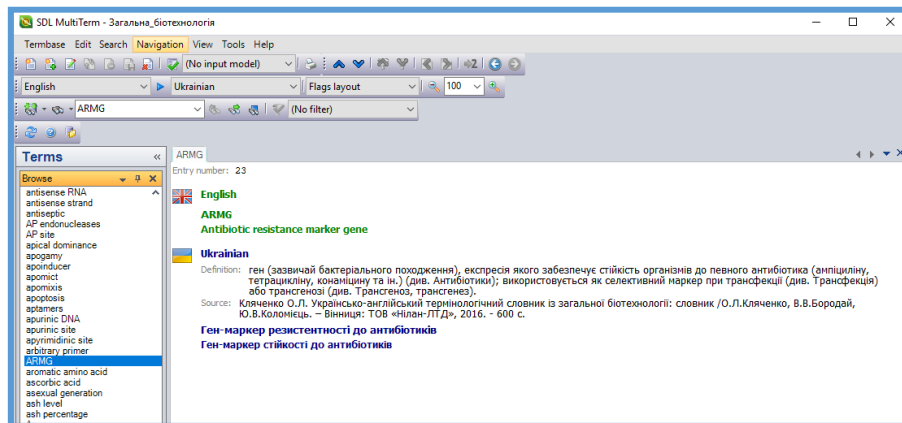 SDL MultiTerm - Загальна_біотехнологія
Termbase Edit Search Navigation View Tools Help
(No input model)
English Ukrainian Flags layout 100
ARMG (No filter)
Terms
Browse
antisense RNA
antisense strand
antiseptic
AP endonucleases
AP site
apical dominance
apogamy
apoinducer
apomict
apomixis
apoptosis
aptamers
apurinic DNA
apurinic site
apyrimidinic site
arbitrary primer
ARMG
aromatic amino acid
ascorbic acid
asexual generation
ash level
ash percentage
ARMG
Entry number: 23
English
ARMG
Antibiotic resistance marker gene
Ukrainian
Definition: ген (зазвичай бактеріального походження), експресія якого забезпечує стійкість організмів до певного антибіотика (ампіциліну,
тетрацикліну, конаміцину та ін.) (див. Антибіотики); використовується як селективний маркер при трансфекції (див. Трансфекція)
або трансгенозі (див. Трансгеноз, трансгенез).
Source: Кляченко О.Л. Українсько-англійський термінологічний словник із загальної біотехнології: словник /О.Л.Кляченко, В.В.Бородай,
Ю.В.Коломієць. – Вінниця: ТОВ «Нілан-ЛТД», 2016. - 600 с.
Ген-маркер резистентності до антибіотиків
Ген-маркер стійкості до антибіотиків